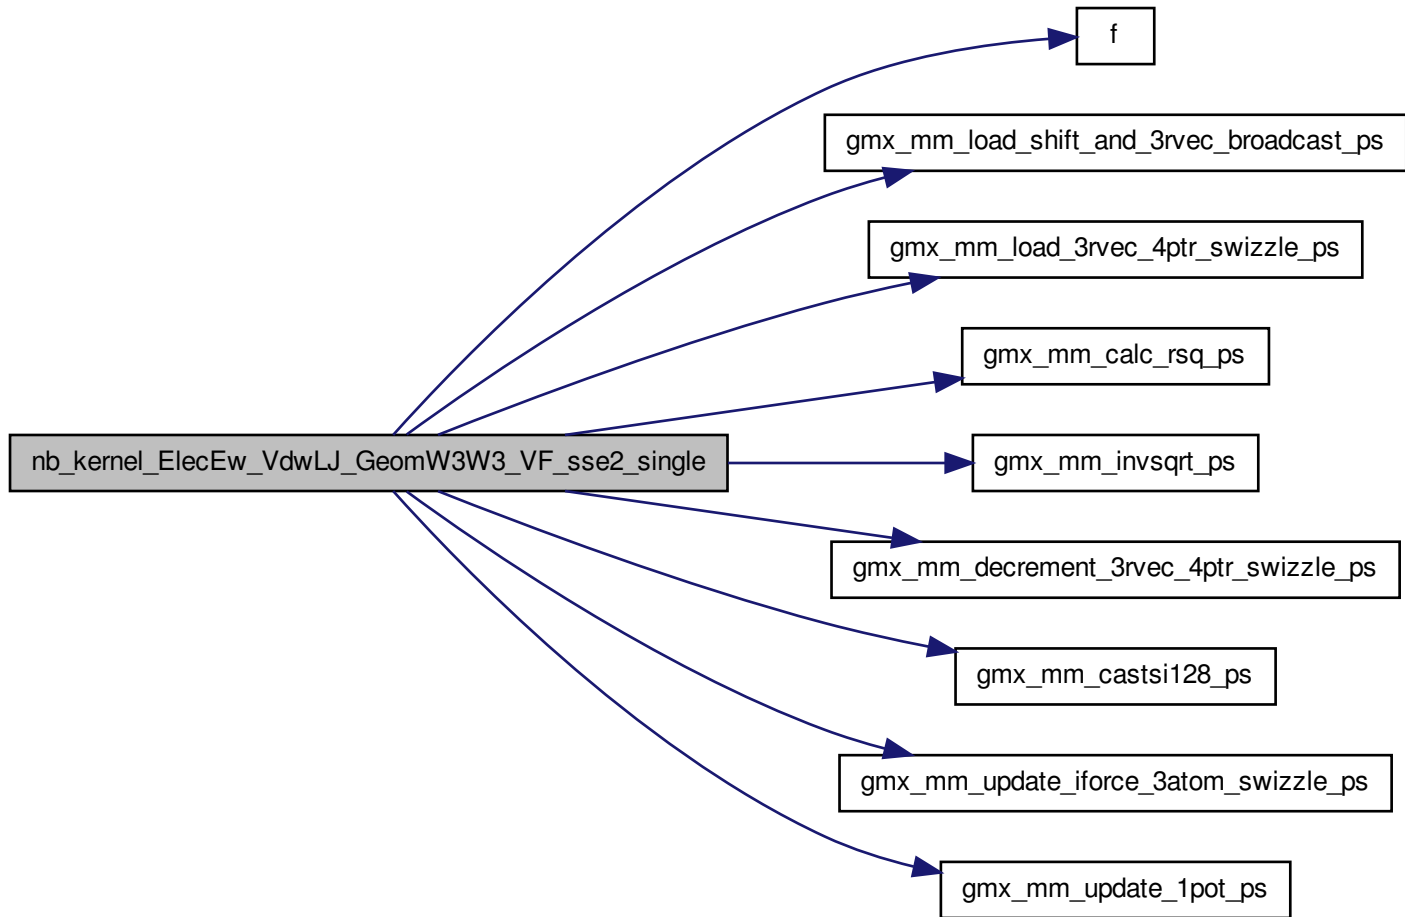 f
gmx_mm_load_shift_and_3rvec_broadcast_ps
gmx_mm_load_3rvec_4ptr_swizzle_ps
gmx_mm_calc_rsq_ps
nb_kernel_ElecEw_VdwLJ_GeomW3W3_VF_sse2_single
gmx_mm_invsqrt_ps
gmx_mm_decrement_3rvec_4ptr_swizzle_ps
gmx_mm_castsi128_ps
gmx_mm_update_iforce_3atom_swizzle_ps
gmx_mm_update_1pot_ps